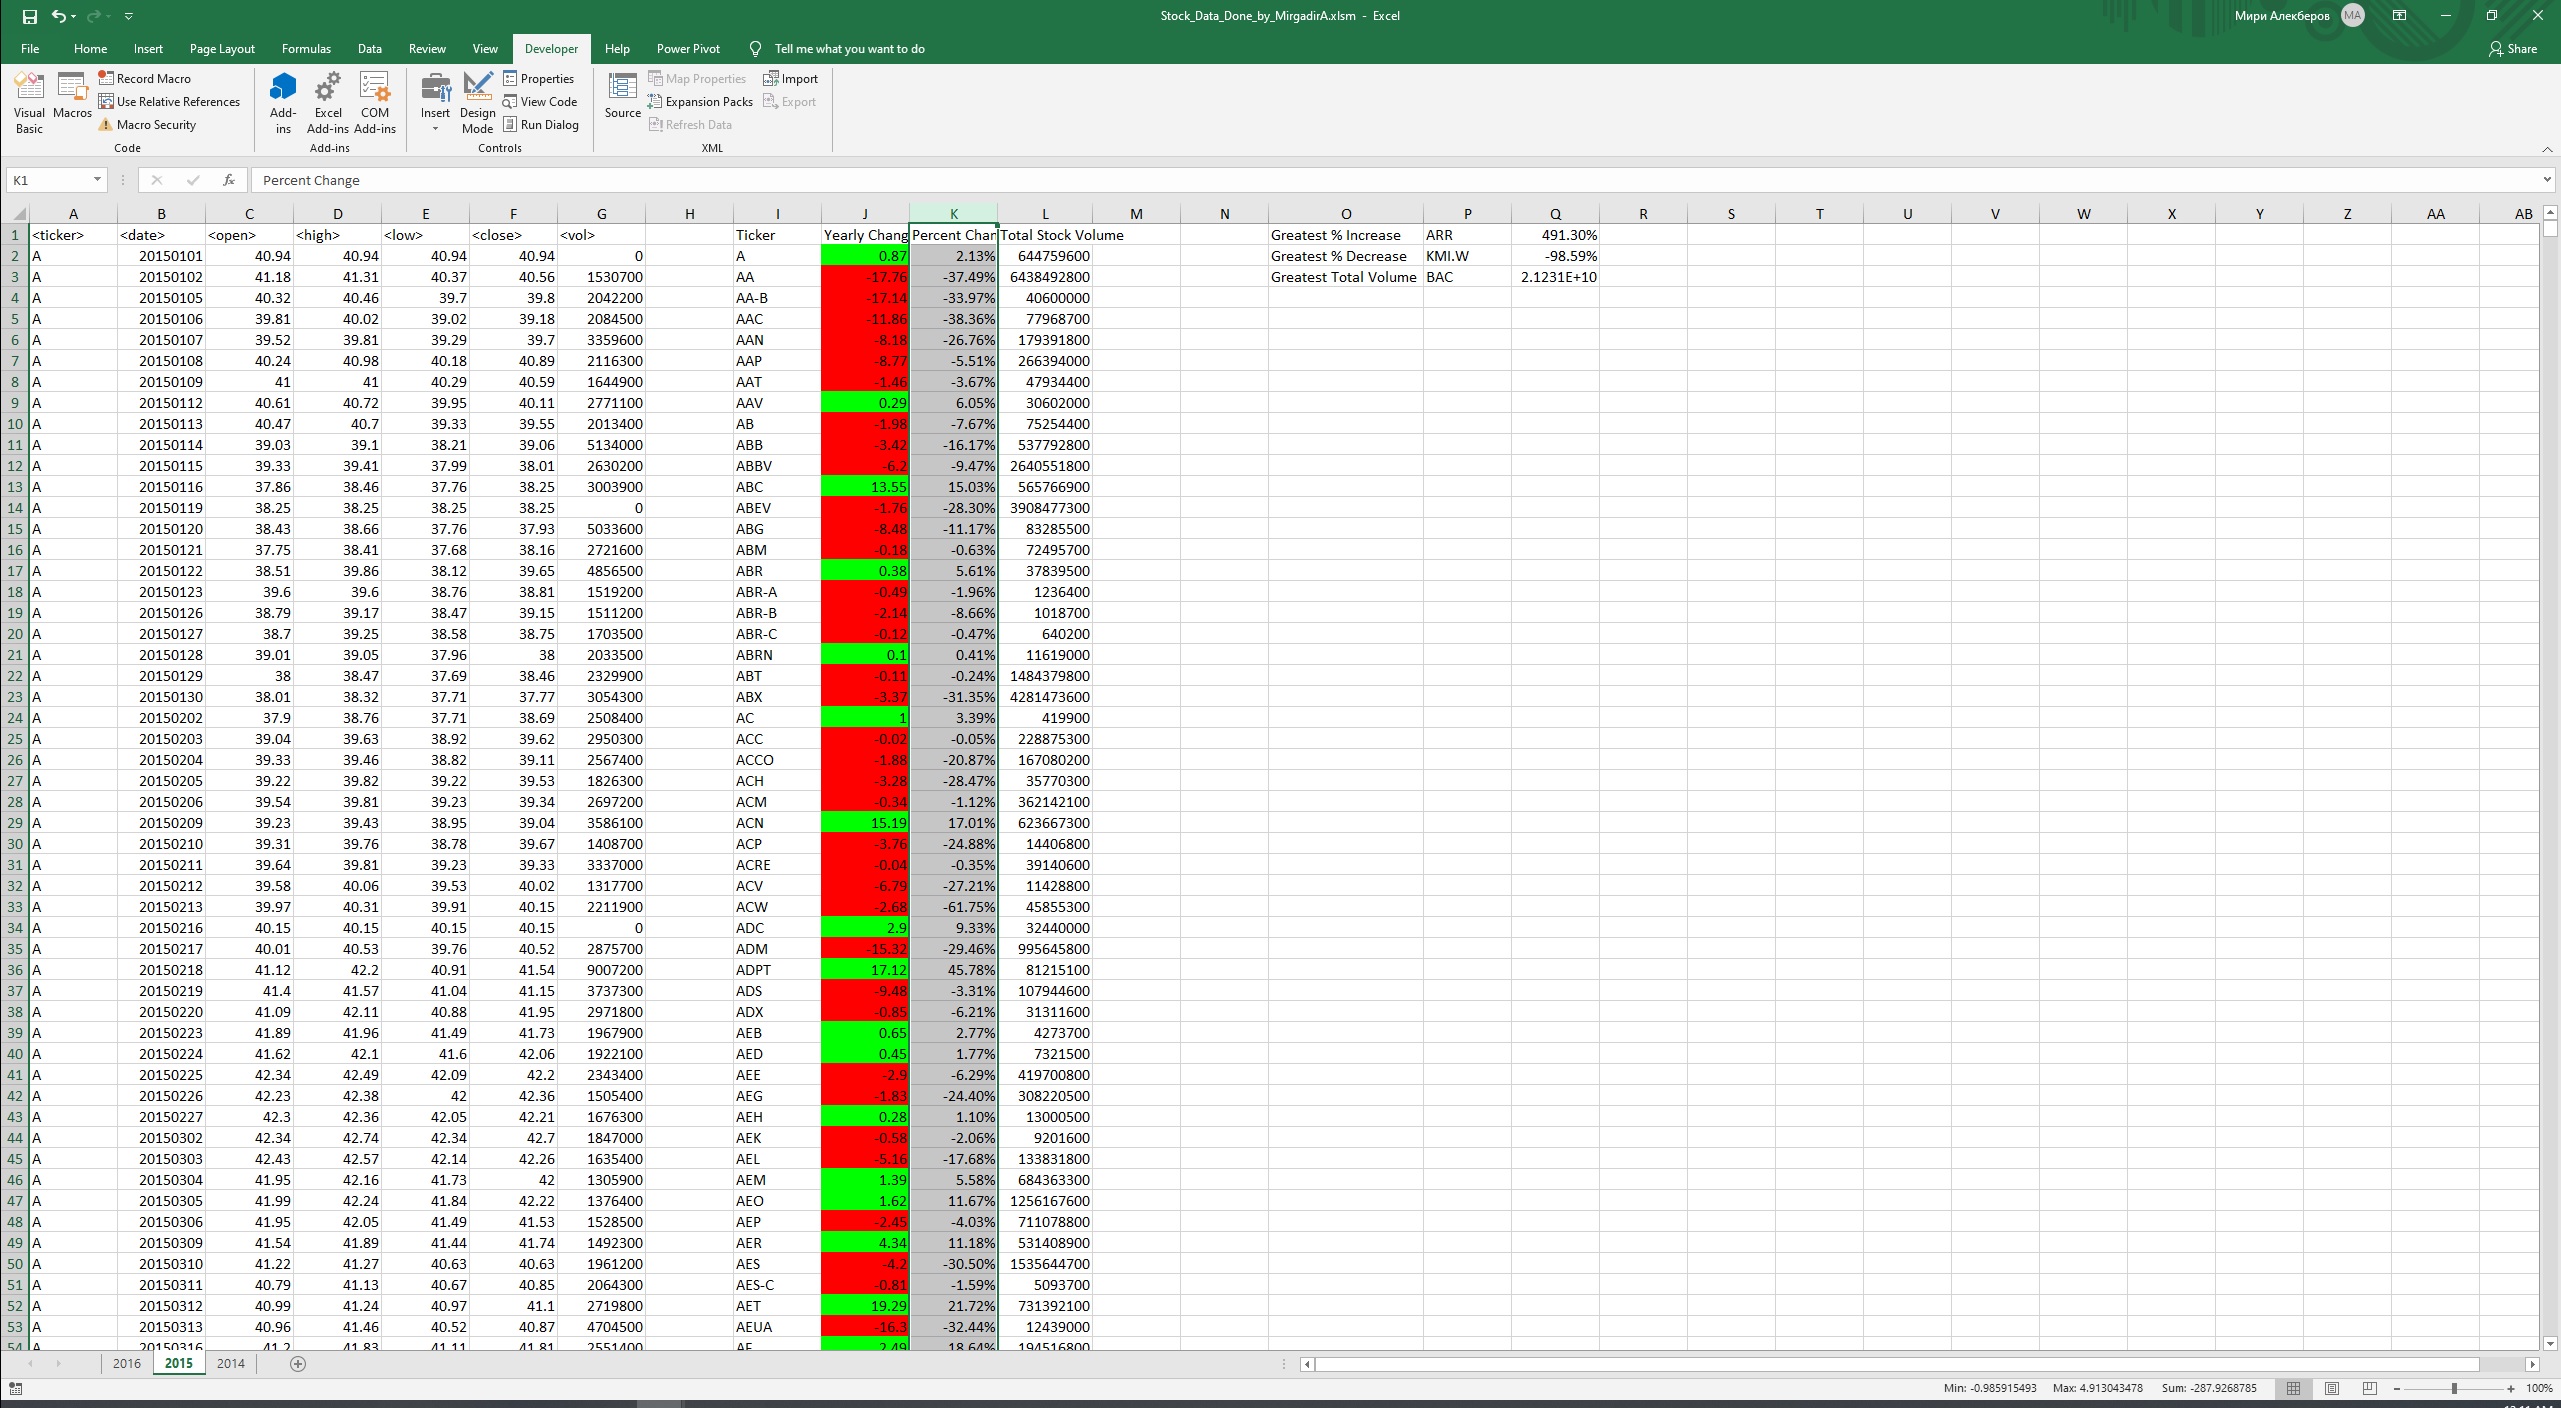 Stock_Data_Done_by_MirgadirA.xlsm - Excel
Мири Алекберов MA
File Home Insert Page Layout Formulas Data Review View Developer Help Power Pivot Tell me what you want to do Share
Visual Basic Macros Record Macro Use Relative References Macro Security Code
Add-ins Excel Add-ins COM Add-ins Add-ins
Insert Design Mode Properties View Code Run Dialog Controls
Source Map Properties Expansion Packs Refresh Data Import Export XML
K1 fx Percent Change
A B C D E F G H I J K L M N O P Q R S T U V W X Y Z AA AB
1 <ticker> <date> <open> <high> <low> <close> <vol> Ticker Yearly Chang Percent Chan Total Stock Volume Greatest % Increase ARR 491.30%
2 A 20150101 40.94 40.94 40.94 40.94 0 A 0.87 2.13% 644759600 Greatest % Decrease KMI.W -98.59%
3 A 20150102 41.18 41.31 40.37 40.56 1530700 AA -17.76 -37.49% 6438492800 Greatest Total Volume BAC 2.1231E+10
4 A 20150105 40.32 40.46 39.7 39.8 2042200 AA-B -17.14 -33.97% 40600000
5 A 20150106 39.81 40.02 39.02 39.18 2084500 AAC -11.86 -38.36% 77968700
6 A 20150107 39.52 39.81 39.29 39.7 3359600 AAN -8.18 -26.76% 179391800
7 A 20150108 40.24 40.98 40.18 40.89 2116300 AAP -8.77 -5.51% 266394000
8 A 20150109 41 41 40.29 40.59 1644900 AAT -1.46 -3.67% 47934400
9 A 20150112 40.61 40.72 39.95 40.11 2771100 AAV 0.29 6.05% 30602000
10 A 20150113 40.47 40.7 39.33 39.55 2013400 AB -1.98 -7.67% 75254400
11 A 20150114 39.03 39.1 38.21 39.06 5134000 ABB -3.42 -16.17% 537792800
12 A 20150115 39.33 39.41 37.99 38.01 2630200 ABBV -6.2 -9.47% 2640551800
13 A 20150116 37.86 38.46 37.76 38.25 3003900 ABC 13.55 15.03% 565766900
14 A 20150119 38.25 38.25 38.25 38.25 0 ABEV -1.76 -28.30% 3908477300
15 A 20150120 38.43 38.66 37.76 37.93 5033600 ABG -8.48 -11.17% 83285500
16 A 20150121 37.75 38.41 37.68 38.16 2721600 ABM -0.18 -0.63% 72495700
17 A 20150122 38.51 39.86 38.12 39.65 4856500 ABR 0.38 5.61% 37839500
18 A 20150123 39.6 39.6 38.76 38.81 1519200 ABR-A -0.49 -1.96% 1236400
19 A 20150126 38.79 39.17 38.47 39.15 1511200 ABR-B -2.14 -8.66% 1018700
20 A 20150127 38.7 39.25 38.58 38.75 1703500 ABR-C -0.12 -0.47% 640200
21 A 20150128 39.01 39.05 37.96 38 2033500 ABRN 0.1 0.41% 11619000
22 A 20150129 38 38.47 37.69 38.46 2329900 ABT -0.11 -0.24% 1484379800
23 A 20150130 38.01 38.32 37.71 37.77 3054300 ABX -3.37 -31.35% 4281473600
24 A 20150202 37.9 38.76 37.71 38.69 2508400 AC 1 3.39% 419900
25 A 20150203 39.04 39.63 38.92 39.62 2950300 ACC -0.02 -0.05% 228875300
26 A 20150204 39.33 39.46 38.82 39.11 2567400 ACCO -1.88 -20.87% 167080200
27 A 20150205 39.22 39.82 39.22 39.53 1826300 ACH -3.28 -28.47% 35770300
28 A 20150206 39.54 39.81 39.23 39.34 2697200 ACM -0.34 -1.12% 362142100
29 A 20150209 39.23 39.43 38.95 39.04 3586100 ACN 15.19 17.01% 623667300
30 A 20150210 39.31 39.76 38.78 39.67 1408700 ACP -3.76 -24.88% 14406800
31 A 20150211 39.64 39.81 39.23 39.33 3337000 ACRE -0.04 -0.35% 39140600
32 A 20150212 39.58 40.06 39.53 40.02 1317700 ACV -6.79 -27.21% 11428800
33 A 20150213 39.97 40.31 39.91 40.15 2211900 ACW -2.68 -61.75% 45855300
34 A 20150216 40.15 40.15 40.15 40.15 0 ADC 2.9 9.33% 32440000
35 A 20150217 40.01 40.53 39.76 40.52 2875700 ADM -15.32 -29.46% 995645800
36 A 20150218 41.12 42.2 40.91 41.54 9007200 ADPT 17.12 45.78% 81215100
37 A 20150219 41.4 41.57 41.04 41.15 3737300 ADS -9.48 -3.31% 107944600
38 A 20150220 41.09 42.11 40.88 41.95 2971800 ADX -0.85 -6.21% 31311600
39 A 20150223 41.89 41.96 41.49 41.73 1967900 AEB 0.65 2.77% 4273700
40 A 20150224 41.62 42.1 41.6 42.06 1922100 AED 0.45 1.77% 7321500
41 A 20150225 42.34 42.49 42.09 42.2 2343400 AEE -2.9 -6.29% 419700800
42 A 20150226 42.23 42.38 42 42.36 1505400 AEG -1.83 -24.40% 308220500
43 A 20150227 42.3 42.36 42.05 42.21 1676300 AEH 0.28 1.10% 13000500
44 A 20150302 42.34 42.74 42.34 42.7 1847000 AEK -0.58 -2.06% 9201600
45 A 20150303 42.43 42.57 42.14 42.26 1635400 AEL -5.16 -17.68% 133831800
46 A 20150304 41.95 42.16 41.73 42 1305900 AEM 1.39 5.58% 684363300
47 A 20150305 41.99 42.24 41.84 42.22 1376400 AEO 1.62 11.67% 1256167600
48 A 20150306 41.95 42.05 41.49 41.53 1528500 AEP -2.45 -4.03% 711078800
49 A 20150309 41.54 41.89 41.44 41.74 1492300 AER 4.34 11.18% 531408900
50 A 20150310 41.22 41.27 40.63 40.63 1961200 AES -4.2 -30.50% 1535644700
51 A 20150311 40.79 41.13 40.67 40.85 2064300 AES-C -0.81 -1.59% 5093700
52 A 20150312 40.99 41.24 40.97 41.1 2719800 AET 19.29 21.72% 731392100
53 A 20150313 40.96 41.46 40.52 40.87 4704500 AEUA -16.3 -32.44% 12439000
54 A 20150316 41.2 41.83 41.11 41.81 2551400 AF 2.49 18.64% 194516800
2016 2015 2014
Min: -0.985915493 Max: 4.913043478 Sum: -287.9268785 100%